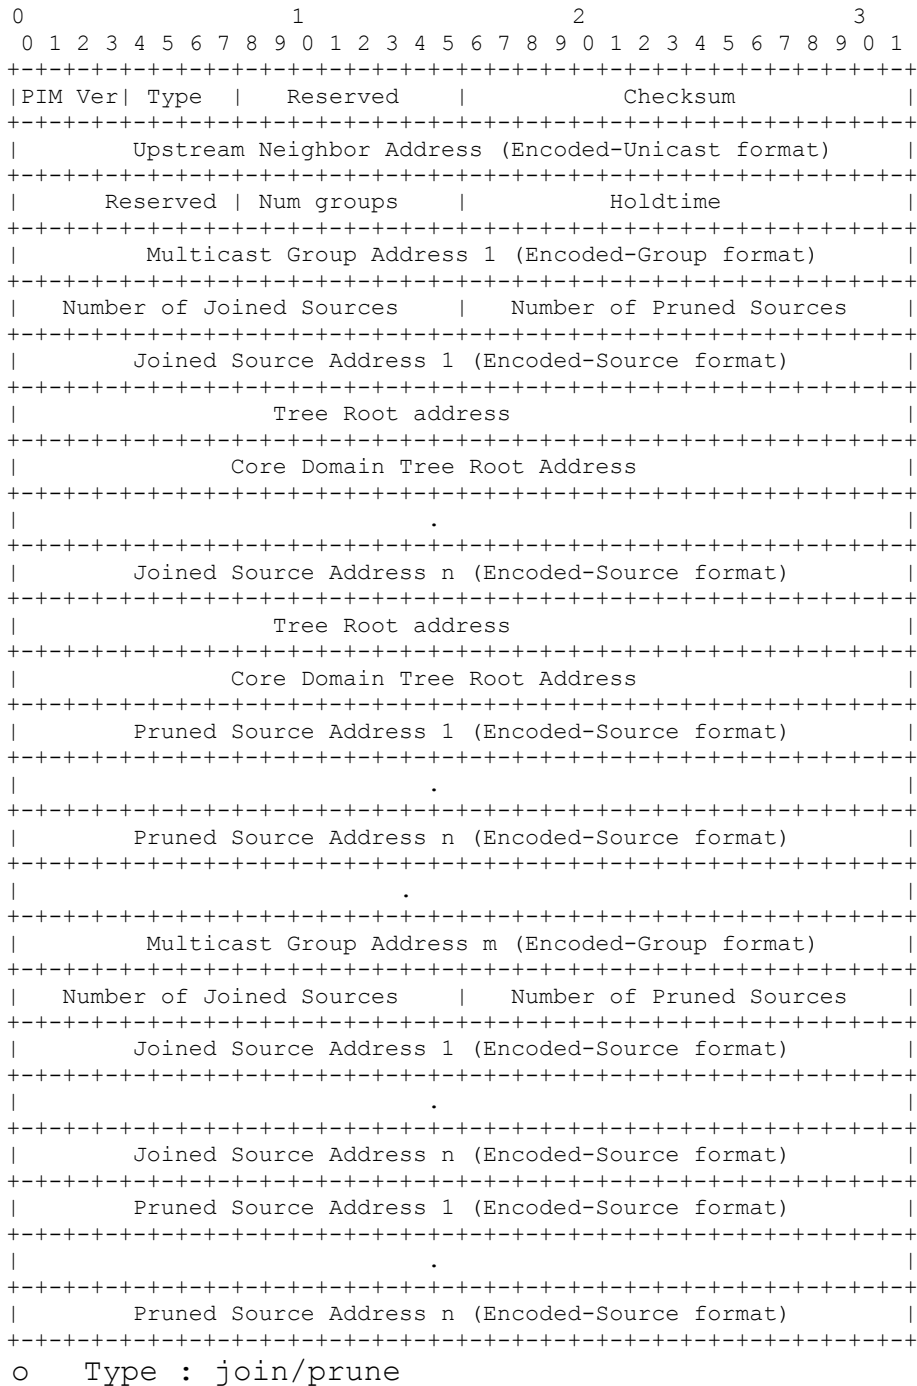 0                   1                   2                   3
 0 1 2 3 4 5 6 7 8 9 0 1 2 3 4 5 6 7 8 9 0 1 2 3 4 5 6 7 8 9 0 1
+-+-+-+-+-+-+-+-+-+-+-+-+-+-+-+-+-+-+-+-+-+-+-+-+-+-+-+-+-+-+-+-+
|PIM Ver| Type  |   Reserved    |           Checksum            |
+-+-+-+-+-+-+-+-+-+-+-+-+-+-+-+-+-+-+-+-+-+-+-+-+-+-+-+-+-+-+-+-+
|        Upstream Neighbor Address (Encoded-Unicast format)     |
+-+-+-+-+-+-+-+-+-+-+-+-+-+-+-+-+-+-+-+-+-+-+-+-+-+-+-+-+-+-+-+-+
|      Reserved | Num groups    |          Holdtime             |
+-+-+-+-+-+-+-+-+-+-+-+-+-+-+-+-+-+-+-+-+-+-+-+-+-+-+-+-+-+-+-+-+
|         Multicast Group Address 1 (Encoded-Group format)      |
+-+-+-+-+-+-+-+-+-+-+-+-+-+-+-+-+-+-+-+-+-+-+-+-+-+-+-+-+-+-+-+-+
|   Number of Joined Sources    |   Number of Pruned Sources    |
+-+-+-+-+-+-+-+-+-+-+-+-+-+-+-+-+-+-+-+-+-+-+-+-+-+-+-+-+-+-+-+-+
|        Joined Source Address 1 (Encoded-Source format)        |
+-+-+-+-+-+-+-+-+-+-+-+-+-+-+-+-+-+-+-+-+-+-+-+-+-+-+-+-+-+-+-+-+
|                  Tree Root address                            |
+-+-+-+-+-+-+-+-+-+-+-+-+-+-+-+-+-+-+-+-+-+-+-+-+-+-+-+-+-+-+-+-+
|               Core Domain Tree Root Address                   |
+-+-+-+-+-+-+-+-+-+-+-+-+-+-+-+-+-+-+-+-+-+-+-+-+-+-+-+-+-+-+-+-+
|                             .                                 |
+-+-+-+-+-+-+-+-+-+-+-+-+-+-+-+-+-+-+-+-+-+-+-+-+-+-+-+-+-+-+-+-+
|        Joined Source Address n (Encoded-Source format)        |
+-+-+-+-+-+-+-+-+-+-+-+-+-+-+-+-+-+-+-+-+-+-+-+-+-+-+-+-+-+-+-+-+
|                  Tree Root address                            |
+-+-+-+-+-+-+-+-+-+-+-+-+-+-+-+-+-+-+-+-+-+-+-+-+-+-+-+-+-+-+-+-+
|               Core Domain Tree Root Address                   |
+-+-+-+-+-+-+-+-+-+-+-+-+-+-+-+-+-+-+-+-+-+-+-+-+-+-+-+-+-+-+-+-+
|        Pruned Source Address 1 (Encoded-Source format)        |
+-+-+-+-+-+-+-+-+-+-+-+-+-+-+-+-+-+-+-+-+-+-+-+-+-+-+-+-+-+-+-+-+
|                             .                                 |
+-+-+-+-+-+-+-+-+-+-+-+-+-+-+-+-+-+-+-+-+-+-+-+-+-+-+-+-+-+-+-+-+
|        Pruned Source Address n (Encoded-Source format)        |
+-+-+-+-+-+-+-+-+-+-+-+-+-+-+-+-+-+-+-+-+-+-+-+-+-+-+-+-+-+-+-+-+
|                           .                                   |
+-+-+-+-+-+-+-+-+-+-+-+-+-+-+-+-+-+-+-+-+-+-+-+-+-+-+-+-+-+-+-+-+
|         Multicast Group Address m (Encoded-Group format)      |
+-+-+-+-+-+-+-+-+-+-+-+-+-+-+-+-+-+-+-+-+-+-+-+-+-+-+-+-+-+-+-+-+
|   Number of Joined Sources    |   Number of Pruned Sources    |
+-+-+-+-+-+-+-+-+-+-+-+-+-+-+-+-+-+-+-+-+-+-+-+-+-+-+-+-+-+-+-+-+
|        Joined Source Address 1 (Encoded-Source format)        |
+-+-+-+-+-+-+-+-+-+-+-+-+-+-+-+-+-+-+-+-+-+-+-+-+-+-+-+-+-+-+-+-+
|                             .                                 |
+-+-+-+-+-+-+-+-+-+-+-+-+-+-+-+-+-+-+-+-+-+-+-+-+-+-+-+-+-+-+-+-+
|        Joined Source Address n (Encoded-Source format)        |
+-+-+-+-+-+-+-+-+-+-+-+-+-+-+-+-+-+-+-+-+-+-+-+-+-+-+-+-+-+-+-+-+
|        Pruned Source Address 1 (Encoded-Source format)        |
+-+-+-+-+-+-+-+-+-+-+-+-+-+-+-+-+-+-+-+-+-+-+-+-+-+-+-+-+-+-+-+-+
|                             .                                 |
+-+-+-+-+-+-+-+-+-+-+-+-+-+-+-+-+-+-+-+-+-+-+-+-+-+-+-+-+-+-+-+-+
|        Pruned Source Address n (Encoded-Source format)        |
+-+-+-+-+-+-+-+-+-+-+-+-+-+-+-+-+-+-+-+-+-+-+-+-+-+-+-+-+-+-+-+-+
o   Type : join/prune